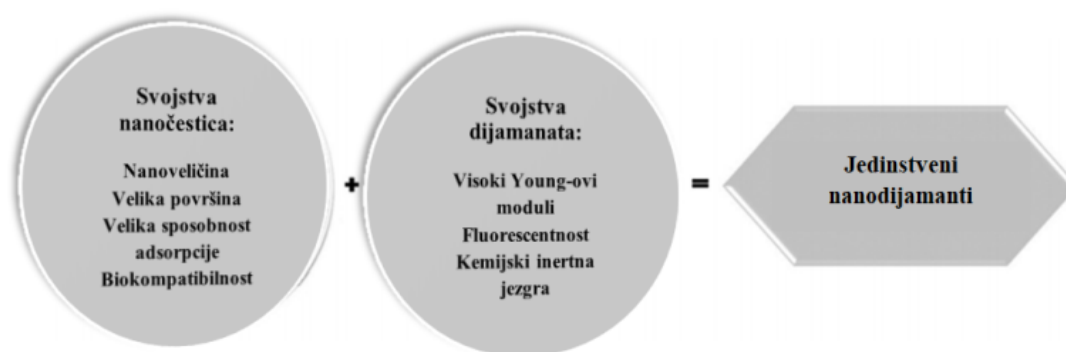 Svojstva
nanočestica:
Nanoveličina
Velika površina
Velika sposobnost
adsorpcije
Biokompatibilnost
+
Svojstva
dijamanata:
Visoki Young-ovi
moduli
Fluorescentnost
Kemijski inertna
jezgra
=
Jedinstveni
nanodijamanti